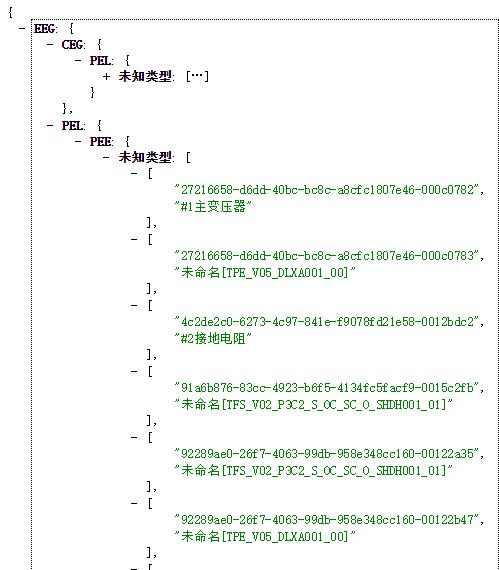 {
- EEG: {
- CEG: {
- PEL: {
+ 未知类型: […]
}
},
- PEL: {
- PEE: {
- 未知类型: [
- [
"27216658-d6dd-40bc-bc8c-a8cfc1807e46-000c0782",
"#1主变压器"
],
- [
"27216658-d6dd-40bc-bc8c-a8cfc1807e46-000c0783",
"未命名[TPE_V05_DLXA001_00]"
],
- [
"4c2de2c0-6273-4c97-841e-f9078fd21e58-0012bdc2",
"#2接地电阻"
],
- [
"91a6b876-83cc-4923-b6f5-4134fc5facf9-0015c2fb",
"未命名[TFS_V02_P3C2_S_OC_SC_O_SHDH001_01]"
],
- [
"92289ae0-26f7-4063-99db-958e348cc160-00122a35",
"未命名[TFS_V02_P3C2_S_OC_SC_O_SHDH001_01]"
],
- [
"92289ae0-26f7-4063-99db-958e348cc160-00122b47",
"未命名[TPE_V05_DLXA001_00]"
],
- [